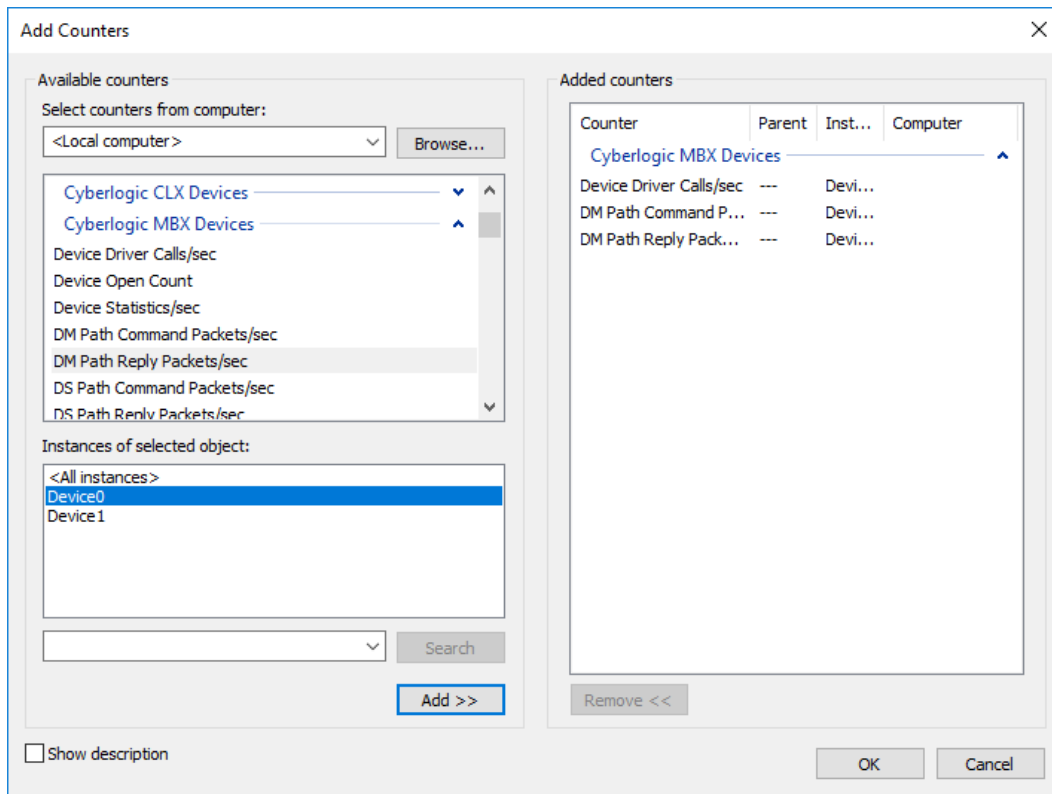 Add Counters
Available counters
Select counters from computer:
<Local computer>
Browse...
Cyberlogic CLX Devices
Cyberlogic MBX Devices
Device Driver Calls/sec
Device Open Count
Device Statistics/sec
DM Path Command Packets/sec
DM Path Reply Packets/sec
DS Path Command Packets/sec
DS Path Reply Packets/sec
Instances of selected object:
<All instances>
Device0
Device1
Search
Add >>
Show description
Added counters
Counter Parent Inst... Computer
Cyberlogic MBX Devices
Device Driver Calls/sec --- Devi...
DM Path Command P... --- Devi...
DM Path Reply Pack... --- Devi...
Remove <<
OK Cancel